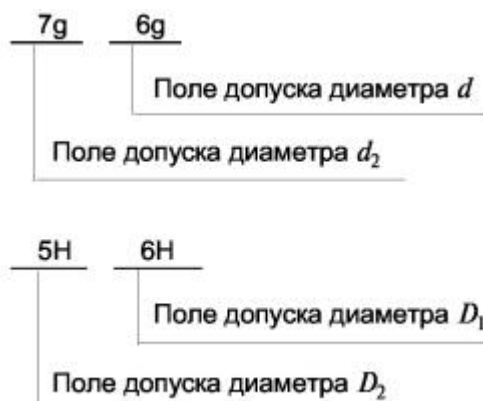 7g 6g
Поле допуска диаметра d
Поле допуска диаметра d₂
5H 6H
Поле допуска диаметра D₁
Поле допуска диаметра D₂